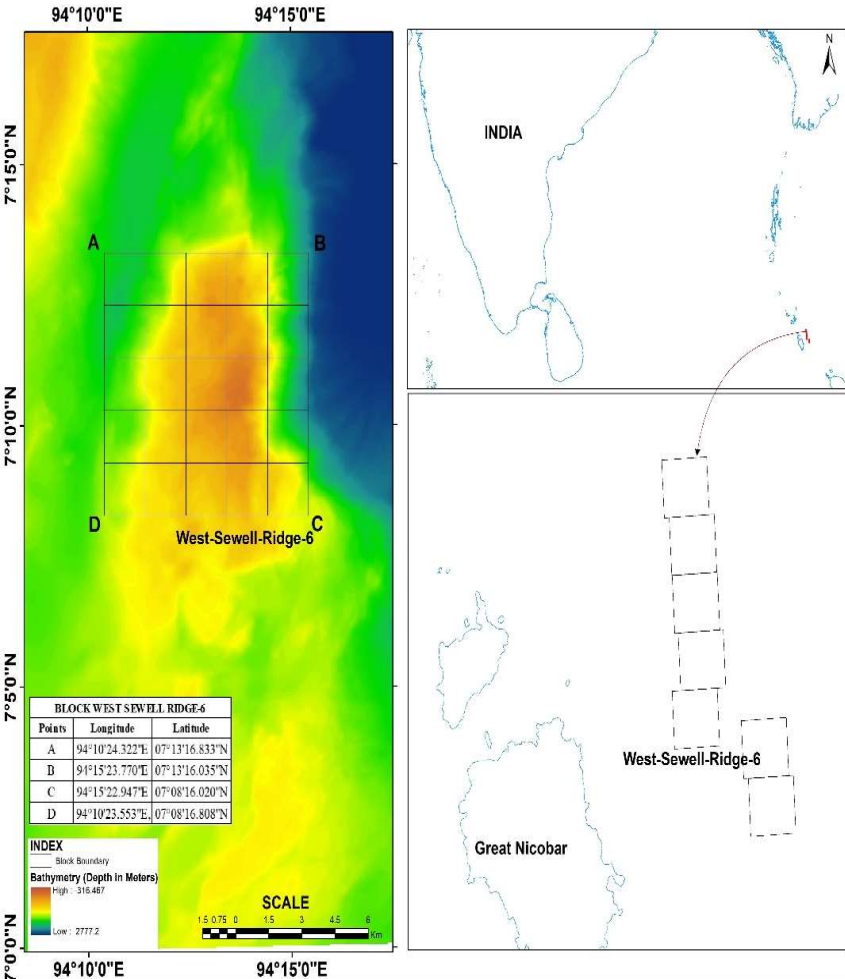 94°10'0"E 94°15'0"E
7°15'0"N
7°10'0"N
7°5'0"N
7°0'0"N
A B
D C
West-Sewell-Ridge-6
BLOCK WEST SEWELL RIDGE-6
Points Longitude Latitude
A 94°10'24.322"E 07°13'16.833"N
B 94°15'23.770"E 07°13'16.035"N
C 94°15'22.947"E 07°08'16.020"N
D 94°10'23.553"E, 07°08'16.808"N
INDEX
Block Boundary
Bathymetry (Depth in Meters)
High : -316.467
Low : 2777.2
SCALE
1.5 0.75 0 1.5 3 4.5 6
Km
94°10'0"E 94°15'0"E
N
INDIA
West-Sewell-Ridge-6
Great Nicobar